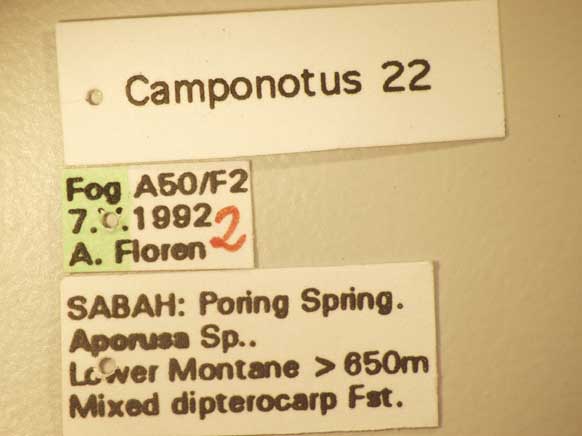 Camponotus 22
Fog A50/F2
7. .1992 2
A. Floren
SABAH: Poring Spring.
Aporusa Sp..
Lower Montane > 650m
Mixed dipterocarp Fst.